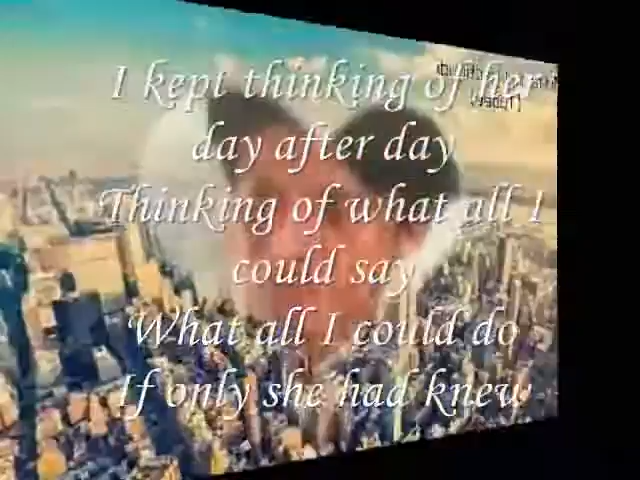 I kept thinking of her
day after day
Thinking of what all I
could say
What all I could do
If only she had knew